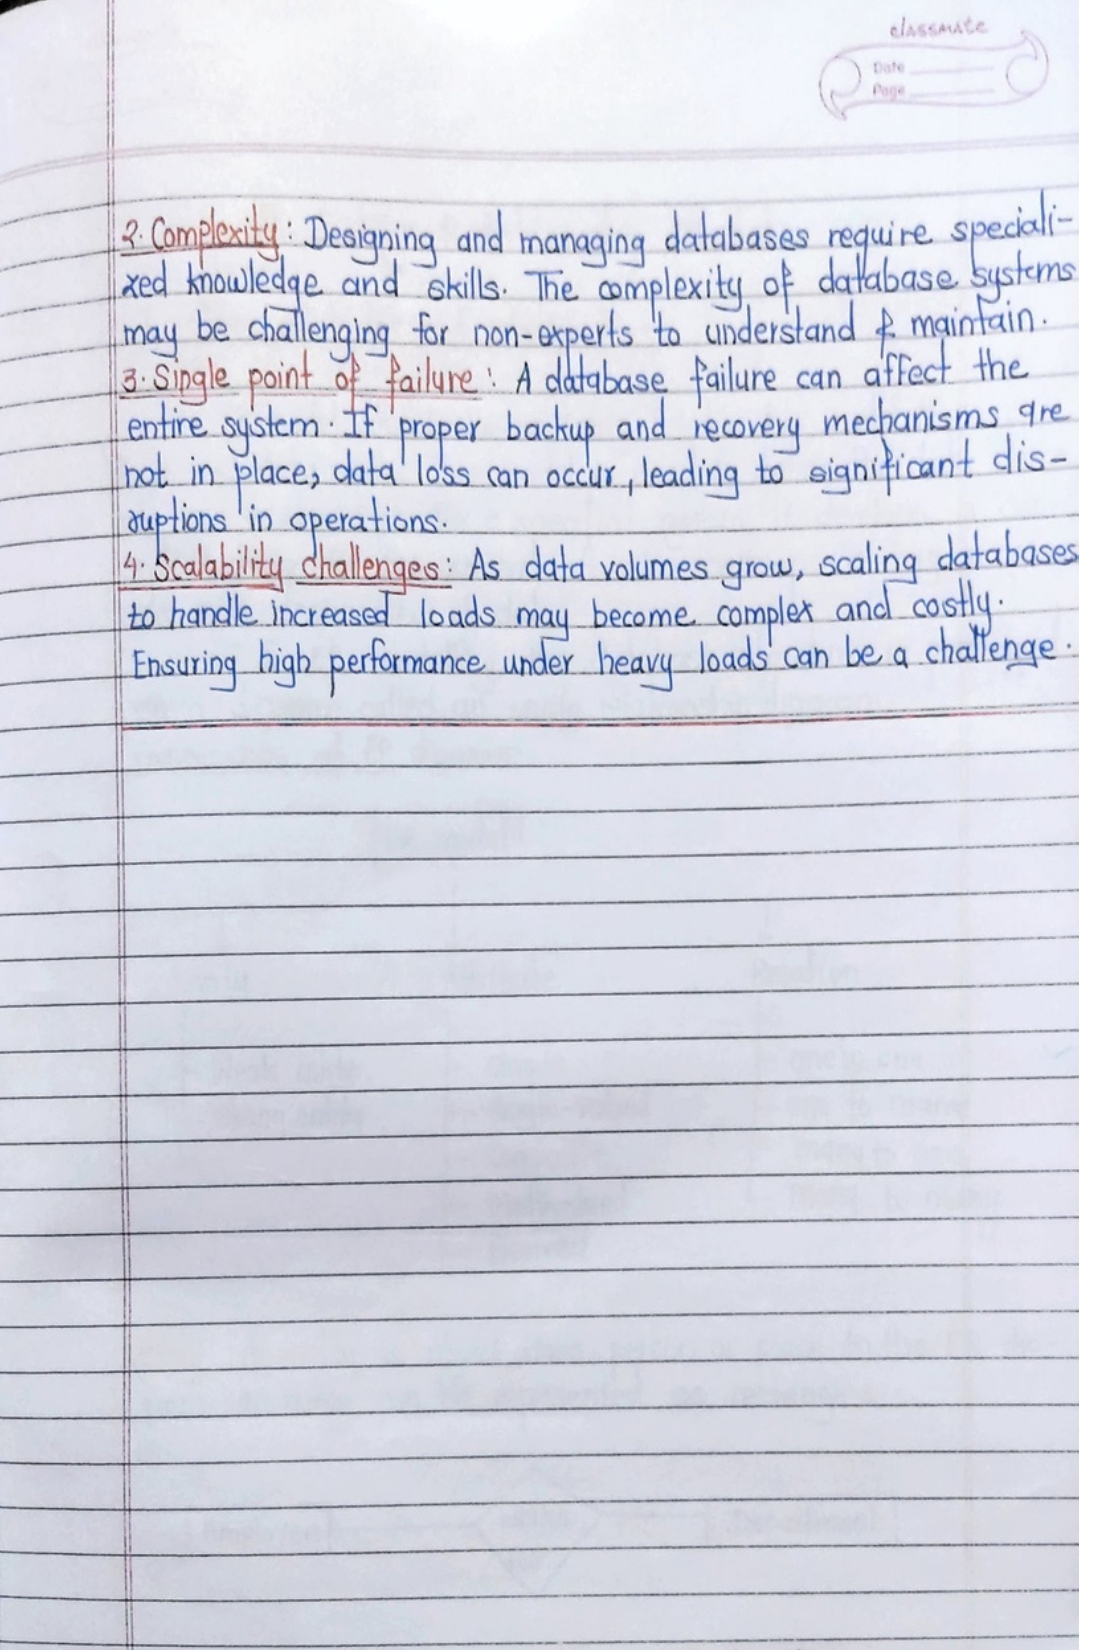 classmate
Date
Page
2. Complexity: Designing and managing databases require speciali-
zed knowledge and skills. The complexity of database systems
may be challenging for non-experts to understand & maintain.
3. Single point of failure: A database failure can affect the
entire system. If proper backup and recovery mechanisms are
not in place, data loss can occur, leading to significant dis-
ruptions in operations.
4. Scalability challenges: As data volumes grow, scaling databases
to handle increased loads may become complex and costly.
Ensuring high performance under heavy loads can be a challenge.